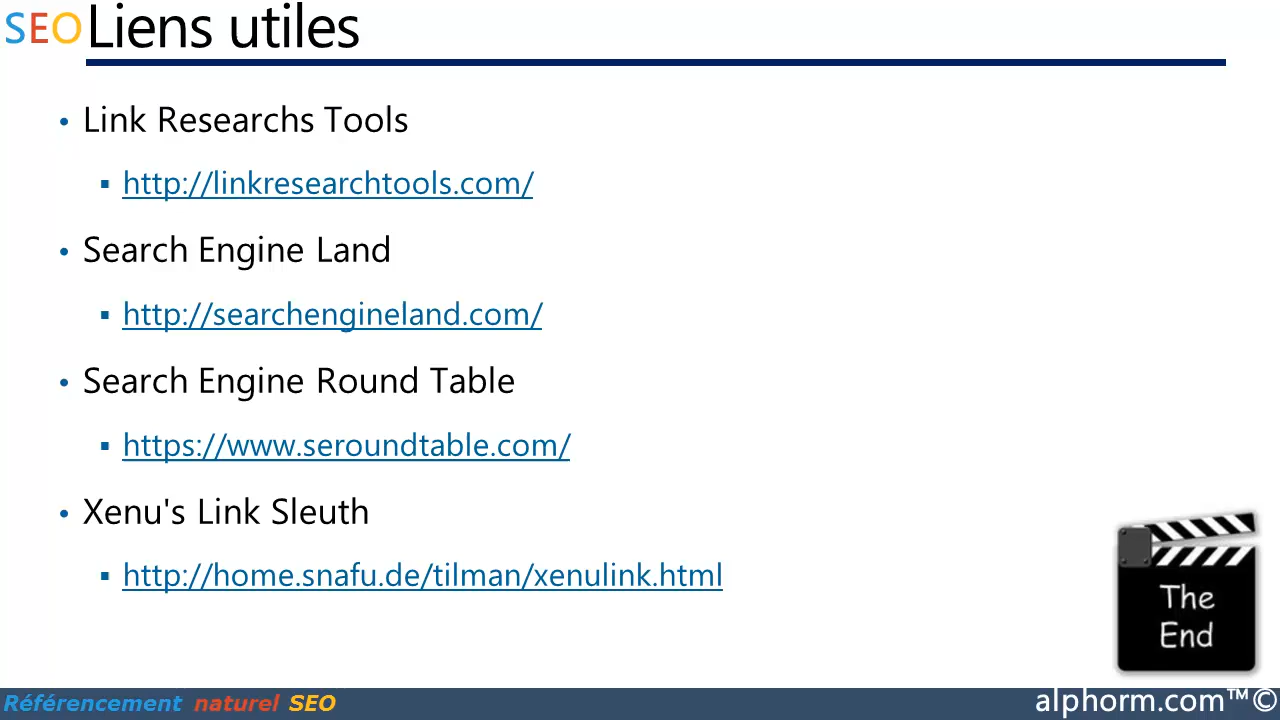 SEO Liens utiles
• Link Researchs Tools
▪ http://linkresearchtools.com/
• Search Engine Land
▪ http://searchengineland.com/
• Search Engine Round Table
▪ https://www.seroundtable.com/
• Xenu's Link Sleuth
▪ http://home.snafu.de/tilman/xenulink.html
The
End
Référencement naturel SEO
alphorm.com™©